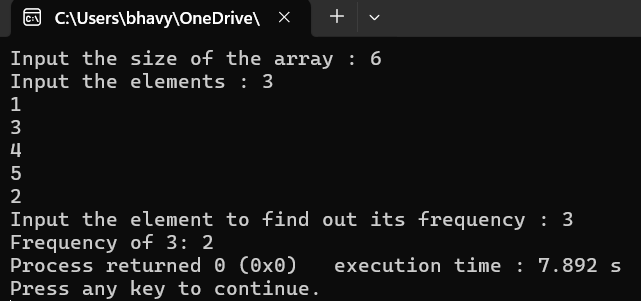 C:\Users\bhavy\OneDrive\
Input the size of the array : 6
Input the elements : 3
1
3
4
5
2
Input the element to find out its frequency : 3
Frequency of 3: 2
Process returned 0 (0x0)   execution time : 7.892 s
Press any key to continue.